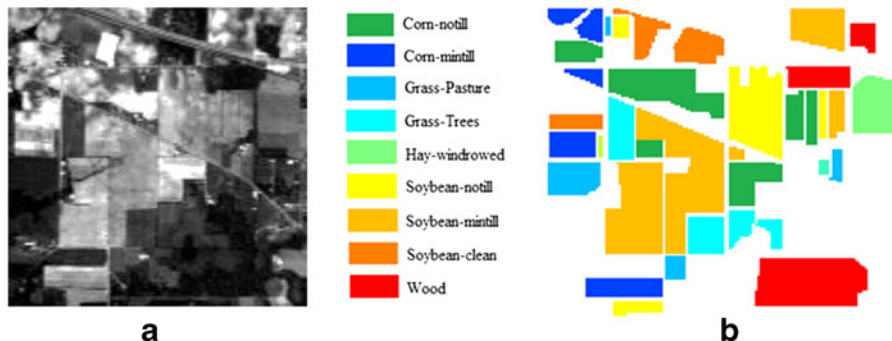 Corn-notill
Corn-mintill
Grass-Pasture
Grass-Trees
Hay-windrowed
Soybean-notill
Soybean-mintill
Soybean-clean
Wood
a
b